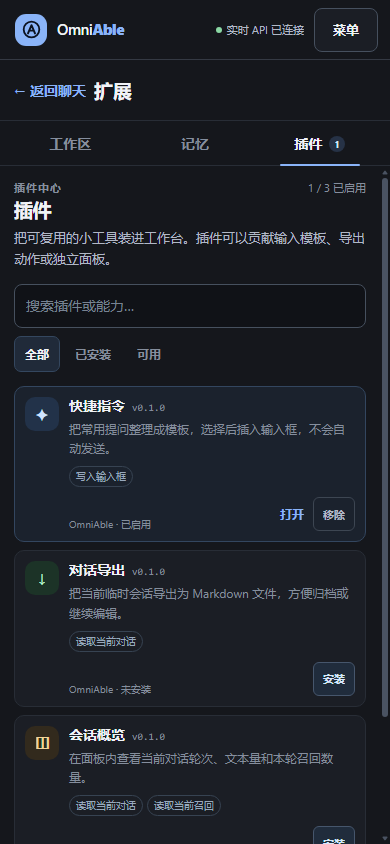 OmniAble
实时 API 已连接
菜单
← 返回聊天 扩展
工作区
记忆
插件 1
插件中心
1 / 3 已启用
插件
把可复用的小工具装进工作台。插件可以贡献输入模板、导出
动作或独立面板。
搜索插件或能力...
全部
已安装
可用
快捷指令 v0.1.0
把常用提问整理成模板，选择后插入输入框，不会自
动发送。
写入输入框
OmniAble · 已启用
打开
移除
对话导出 v0.1.0
把当前临时会话导出为 Markdown 文件，方便归档或
继续编辑。
读取当前对话
OmniAble · 未安装
安装
会话概览 v0.1.0
在面板内查看当前对话轮次、文本量和本轮召回数
量。
读取当前对话
读取当前召回
安装